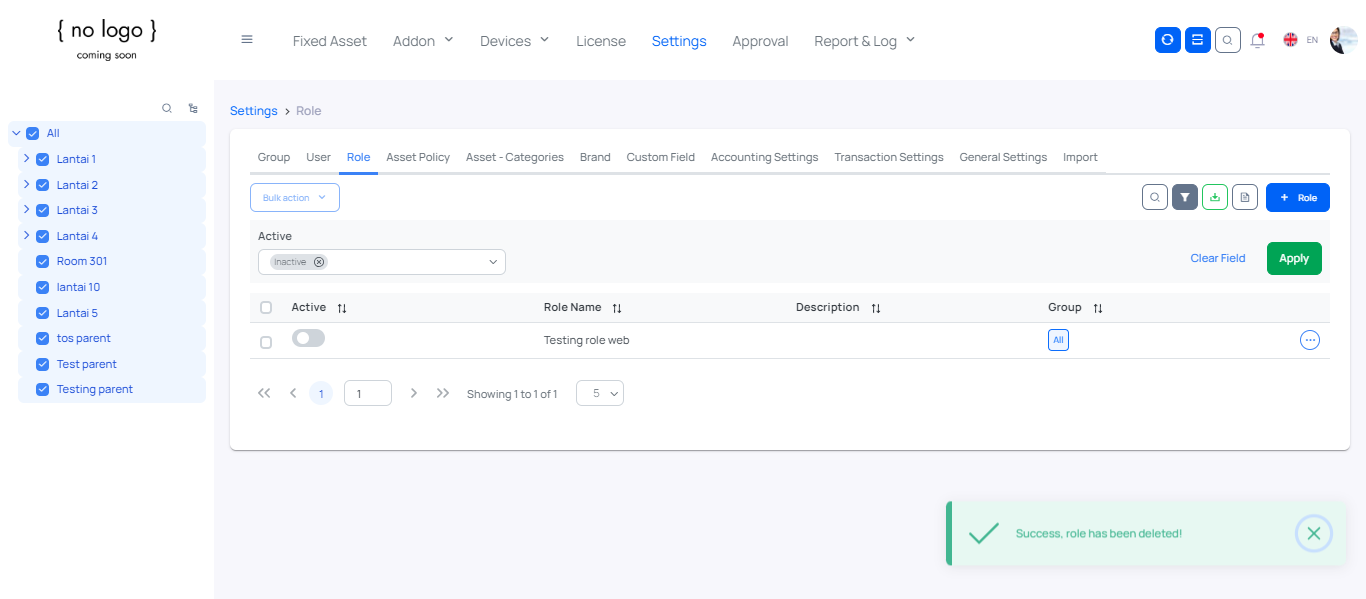 { no logo }
coming soon
Fixed Asset Addon Devices License Settings Approval Report & Log EN
Settings > Role
All
Lantai 1
Lantai 2
Lantai 3
Lantai 4
Room 301
lantai 10
Lantai 5
tos parent
Test parent
Testing parent
Group User Role Asset Policy Asset - Categories Brand Custom Field Accounting Settings Transaction Settings General Settings Import
Bulk action + Role
Active
Inactive Clear Field Apply
Active Role Name Description Group
Testing role web All
1 1 Showing 1 to 1 of 1 5
Success, role has been deleted!